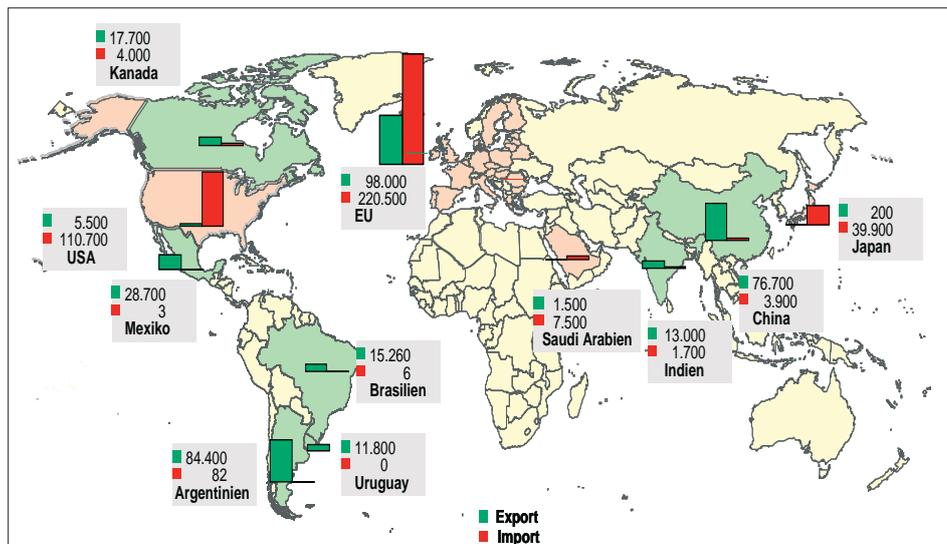 17.700
4.000
Kanada
98.000
220.500
EU
5.500
110.700
USA
200
39.900
Japan
28.700
3
Mexiko
76.700
3.900
China
1.500
7.500
Saudi Arabien
13.000
1.700
Indien
15.260
6
Brasilien
84.400
82
Argentinien
11.800
0
Uruguay
Export
Import